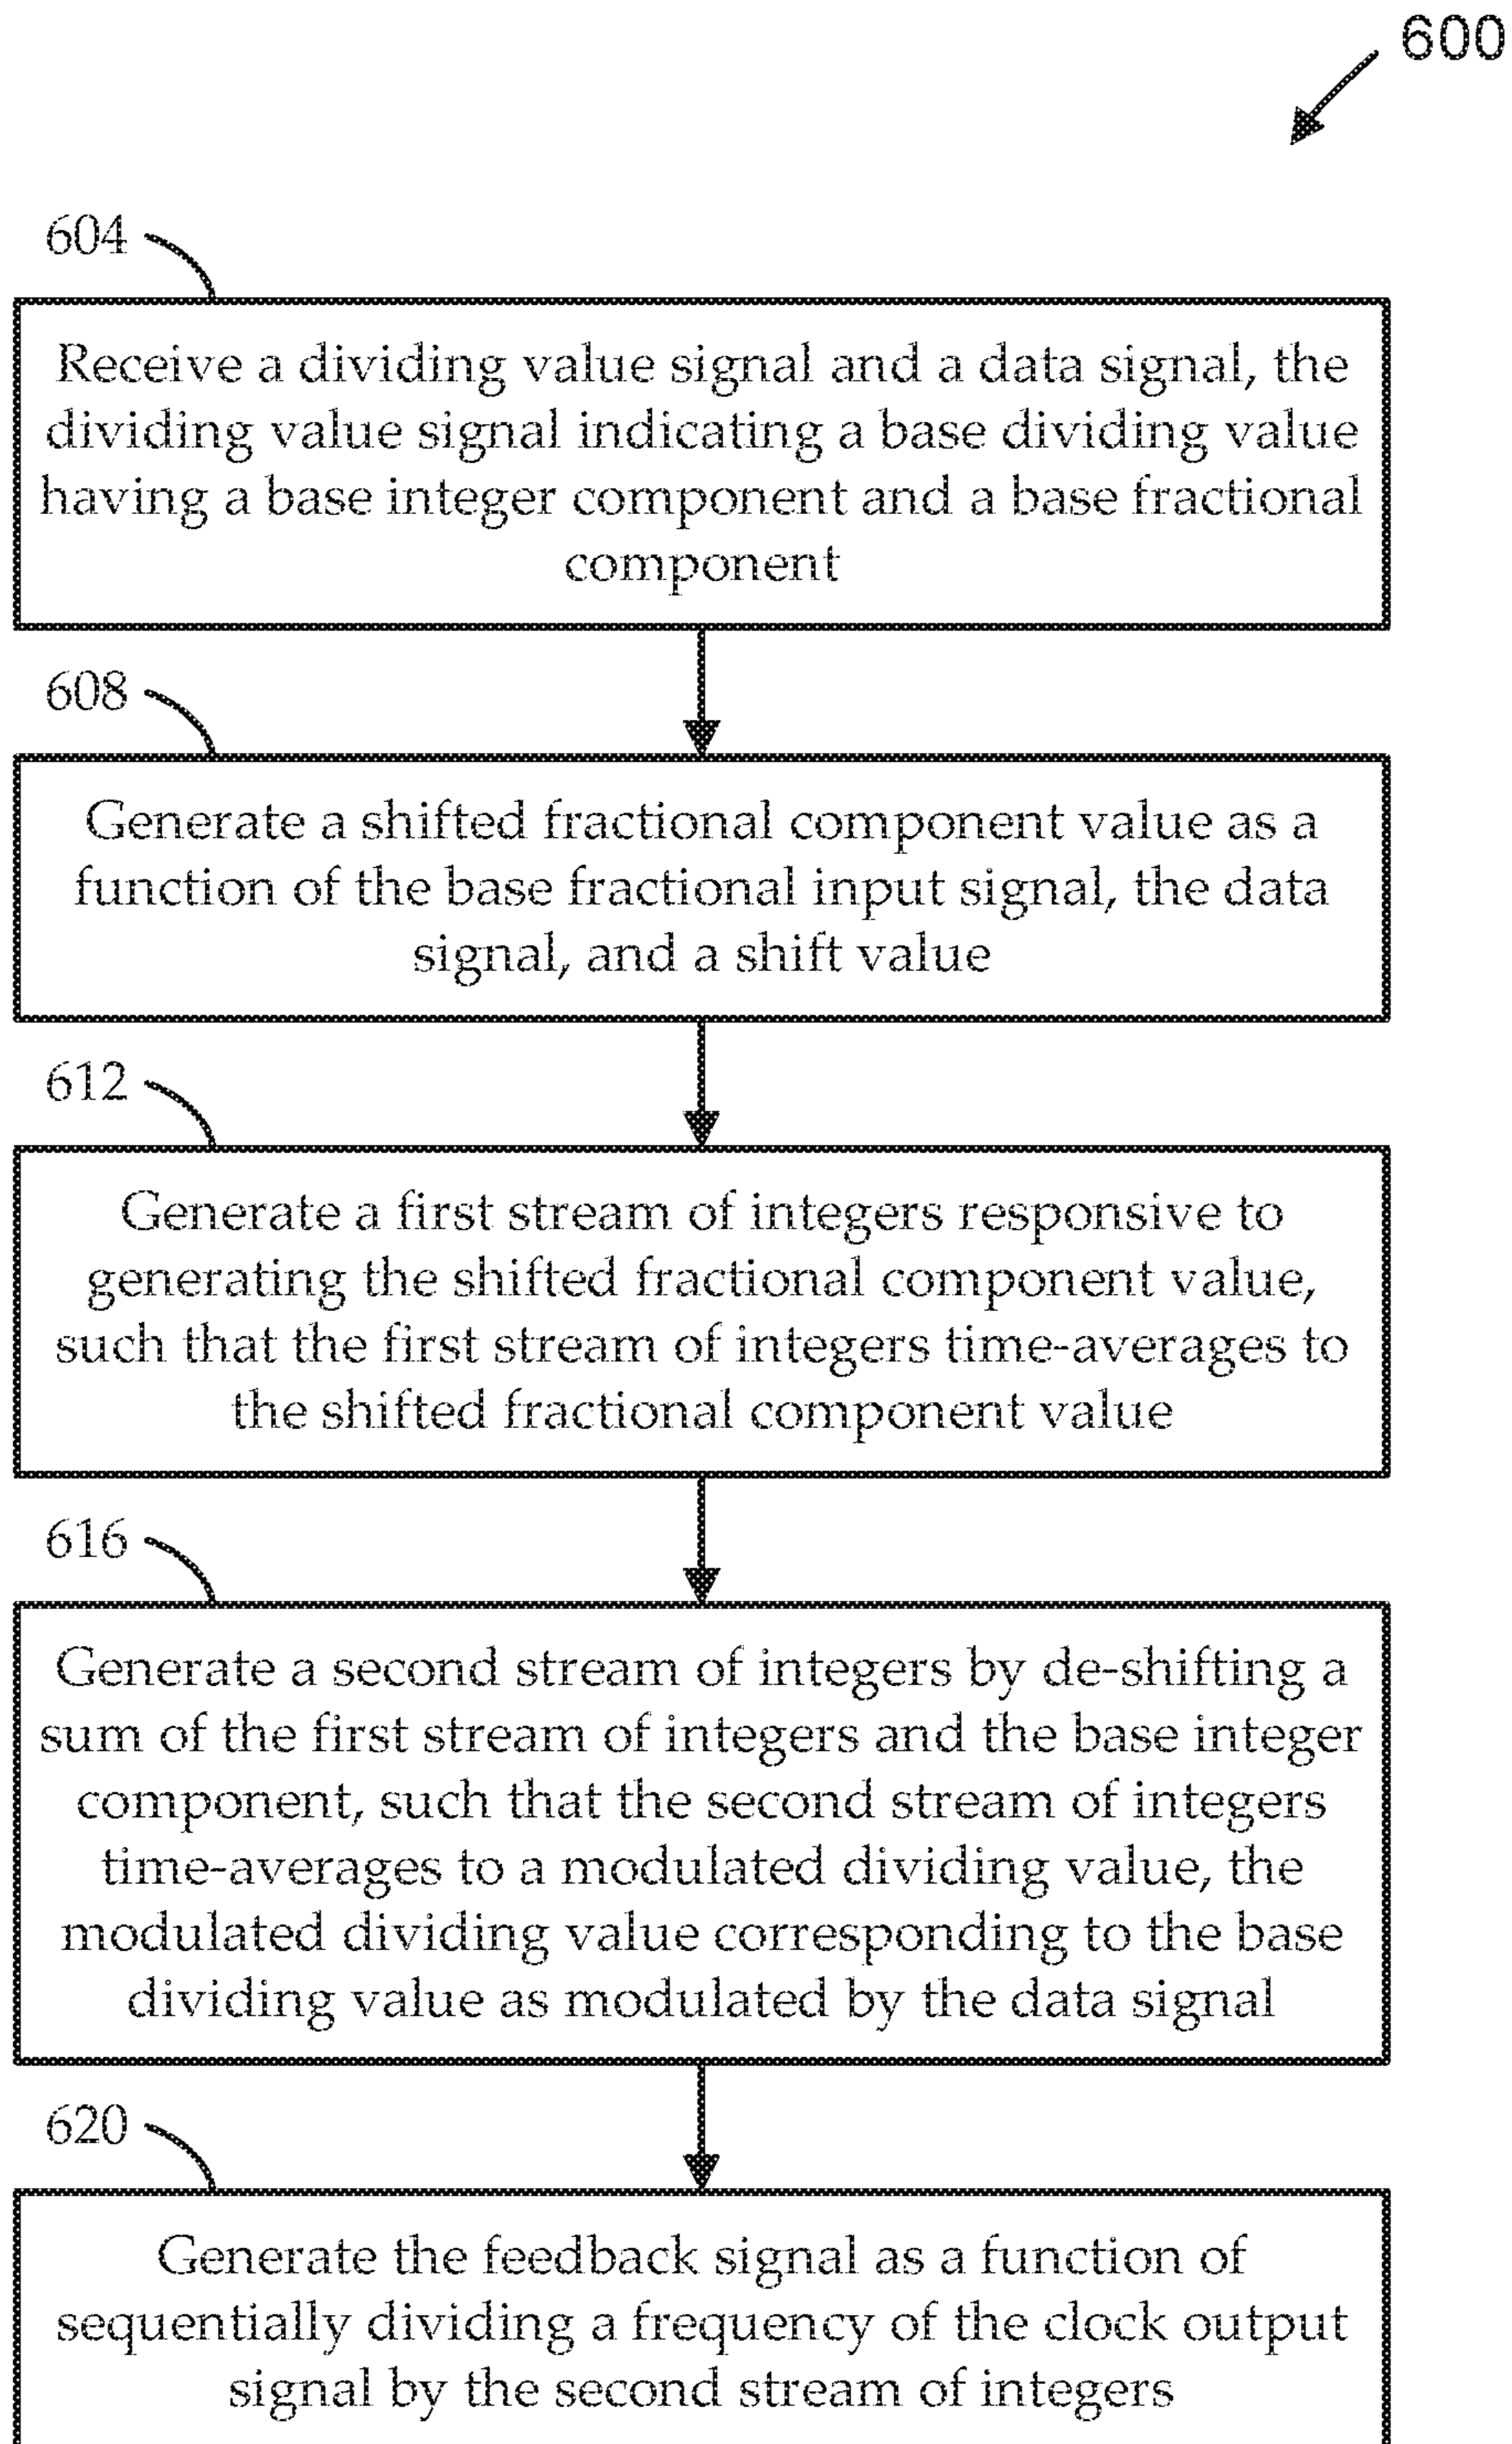 600
604
Receive a dividing value signal and a data signal, the
dividing value signal indicating a base dividing value
having a base integer component and a base fractional
component
608
Generate a shifted fractional component value as a
function of the base fractional input signal, the data
signal, and a shift value
612
Generate a first stream of integers responsive to
generating the shifted fractional component value,
such that the first stream of integers time-averages to
the shifted fractional component value
616
Generate a second stream of integers by de-shifting a
sum of the first stream of integers and the base integer
component, such that the second stream of integers
time-averages to a modulated dividing value, the
modulated dividing value corresponding to the base
dividing value as modulated by the data signal
620
Generate the feedback signal as a function of
sequentially dividing a frequency of the clock output
signal by the second stream of integers